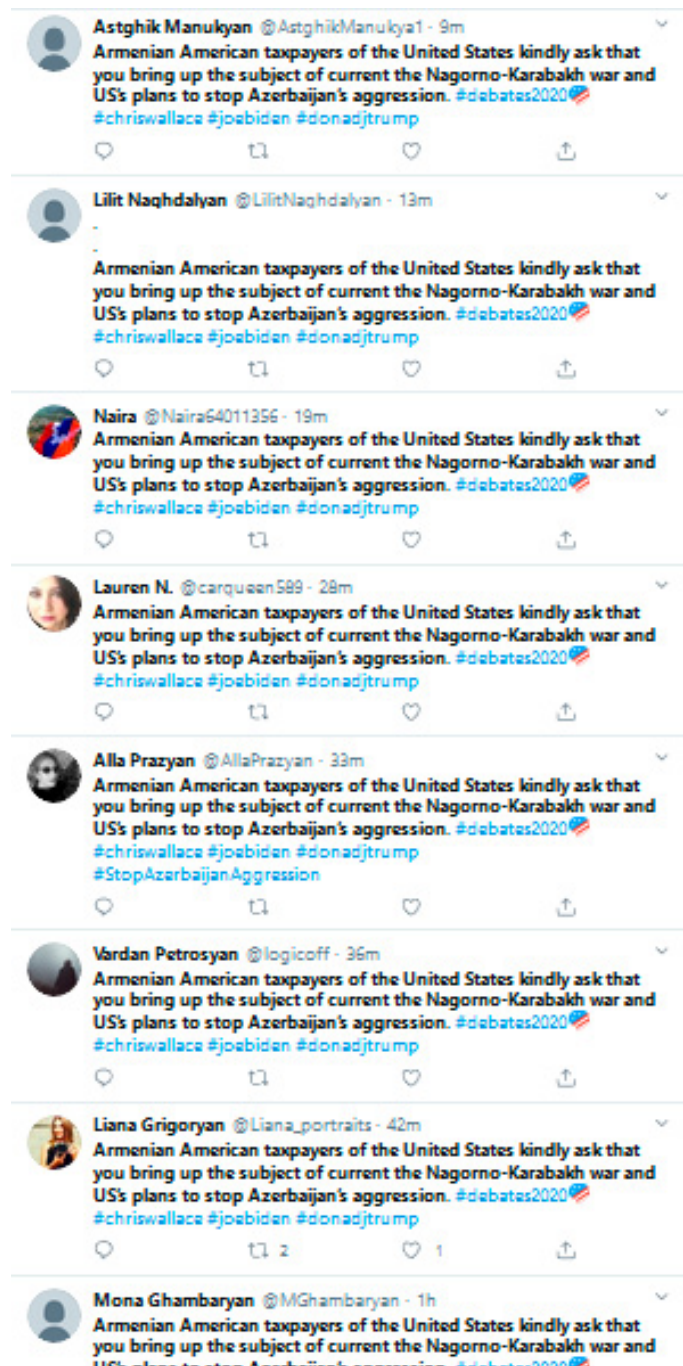 Astghik Manukyan @AstghikManukya1 · 9m
Armenian American taxpayers of the United States kindly ask that
you bring up the subject of current the Nagorno-Karabakh war and
US's plans to stop Azerbaijan's aggression. #debates2020
#chriswallace #joebiden #donadjtrump
Lilit Naghdalyan @LilitNaghdalyan · 13m
.
.
Armenian American taxpayers of the United States kindly ask that
you bring up the subject of current the Nagorno-Karabakh war and
US's plans to stop Azerbaijan's aggression. #debates2020
#chriswallace #joebiden #donadjtrump
Naira @Naira64011356 · 19m
Armenian American taxpayers of the United States kindly ask that
you bring up the subject of current the Nagorno-Karabakh war and
US's plans to stop Azerbaijan's aggression. #debates2020
#chriswallace #joebiden #donadjtrump
Lauren N. @carqueen589 · 28m
Armenian American taxpayers of the United States kindly ask that
you bring up the subject of current the Nagorno-Karabakh war and
US's plans to stop Azerbaijan's aggression. #debates2020
#chriswallace #joebiden #donadjtrump
Alla Prazyan @AllaPrazyan · 33m
Armenian American taxpayers of the United States kindly ask that
you bring up the subject of current the Nagorno-Karabakh war and
US's plans to stop Azerbaijan's aggression. #debates2020
#chriswallace #joebiden #donadjtrump
#StopAzerbaijanAggression
Vardan Petrosyan @logicoff · 36m
Armenian American taxpayers of the United States kindly ask that
you bring up the subject of current the Nagorno-Karabakh war and
US's plans to stop Azerbaijan's aggression. #debates2020
#chriswallace #joebiden #donadjtrump
Liana Grigoryan @Liana_portraits · 42m
Armenian American taxpayers of the United States kindly ask that
you bring up the subject of current the Nagorno-Karabakh war and
US's plans to stop Azerbaijan's aggression. #debates2020
#chriswallace #joebiden #donadjtrump
2 1
Mona Ghambaryan @MGhambaryan · 1h
Armenian American taxpayers of the United States kindly ask that
you bring up the subject of current the Nagorno-Karabakh war and